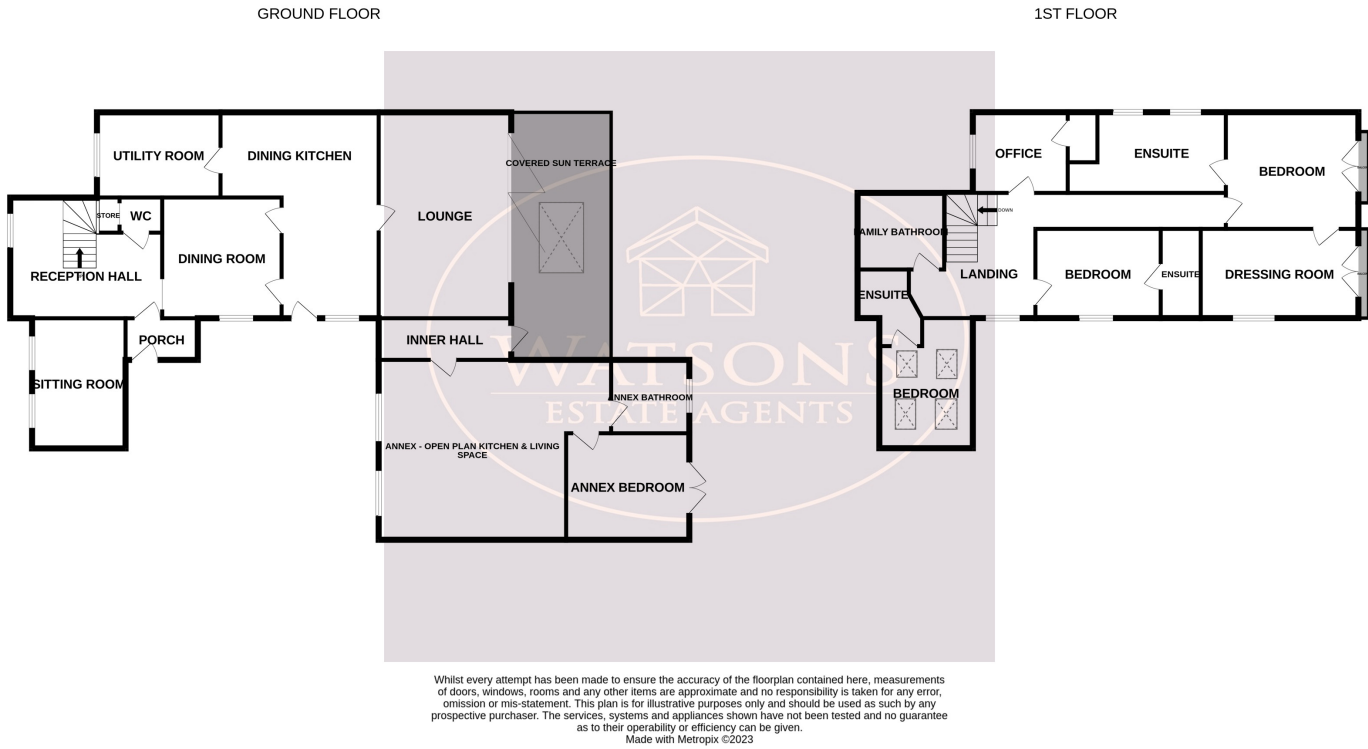 GROUND FLOOR
1ST FLOOR
UTILITY ROOM
DINING KITCHEN
LOUNGE
COVERED SUN TERRACE
STORE
WC
DINING ROOM
RECEPTION HALL
PORCH
SITTING ROOM
INNER HALL
ANNEX BATHROOM
ANNEX - OPEN PLAN KITCHEN & LIVING
SPACE
ANNEX BEDROOM
OFFICE
ENSUITE
BEDROOM
DOWN
FAMILY BATHROOM
LANDING
BEDROOM
ENSUITE
DRESSING ROOM
ENSUITE
BEDROOM
WATSONS
ESTATE AGENTS
Whilst every attempt has been made to ensure the accuracy of the floorplan contained here, measurements
of doors, windows, rooms and any other items are approximate and no responsibility is taken for any error,
omission or mis-statement. This plan is for illustrative purposes only and should be used as such by any
prospective purchaser. The services, systems and appliances shown have not been tested and no guarantee
as to their operability or efficiency can be given.
Made with Metropix ©2023